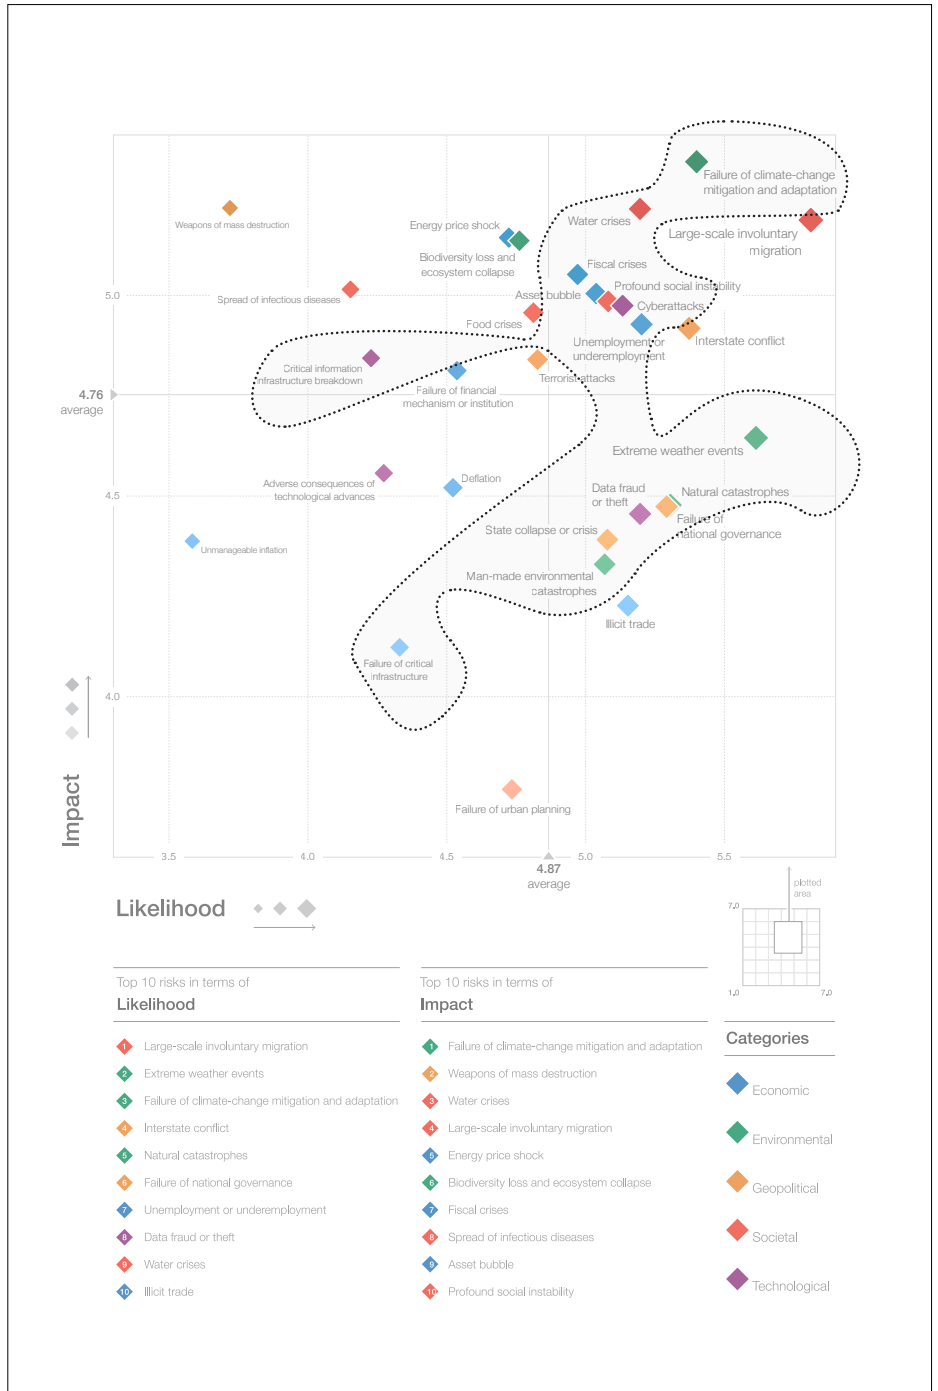 Failure of climate-change
mitigation and adaptation
Weapons of mass destruction
Water crises
Large-scale involuntary
migration
Energy price shock
Biodiversity loss and
ecosystem collapse
Fiscal crises
Profound social instability
Asset bubble
Cyberattacks
5.0
Spread of infectious diseases
Food crises
Unemployment or
underemployment
Interstate conflict
Critical information
infrastructure breakdown
Terrorist attacks
Failure of financial
mechanism or institution
4.76
average
Extreme weather events
Adverse consequences of
technological advances
Deflation
Data fraud
or theft
Natural catastrophes
4.5
Failure of
national governance
State collapse or crisis
Unmanageable inflation
Man-made environmental
catastrophes
Illicit trade
Failure of critical
infrastructure
4.0
Impact
Failure of urban planning
3.5
4.0
4.5
5.0
5.5
4.87
average
plotted
area
7.0
1.0
7.0
Likelihood
Top 10 risks in terms of
Likelihood
1 Large-scale involuntary migration
2 Extreme weather events
3 Failure of climate-change mitigation and adaptation
4 Interstate conflict
5 Natural catastrophes
6 Failure of national governance
7 Unemployment or underemployment
8 Data fraud or theft
9 Water crises
10 Illicit trade
Top 10 risks in terms of
Impact
1 Failure of climate-change mitigation and adaptation
2 Weapons of mass destruction
3 Water crises
4 Large-scale involuntary migration
5 Energy price shock
6 Biodiversity loss and ecosystem collapse
7 Fiscal crises
8 Spread of infectious diseases
9 Asset bubble
10 Profound social instability
Categories
Economic
Environmental
Geopolitical
Societal
Technological